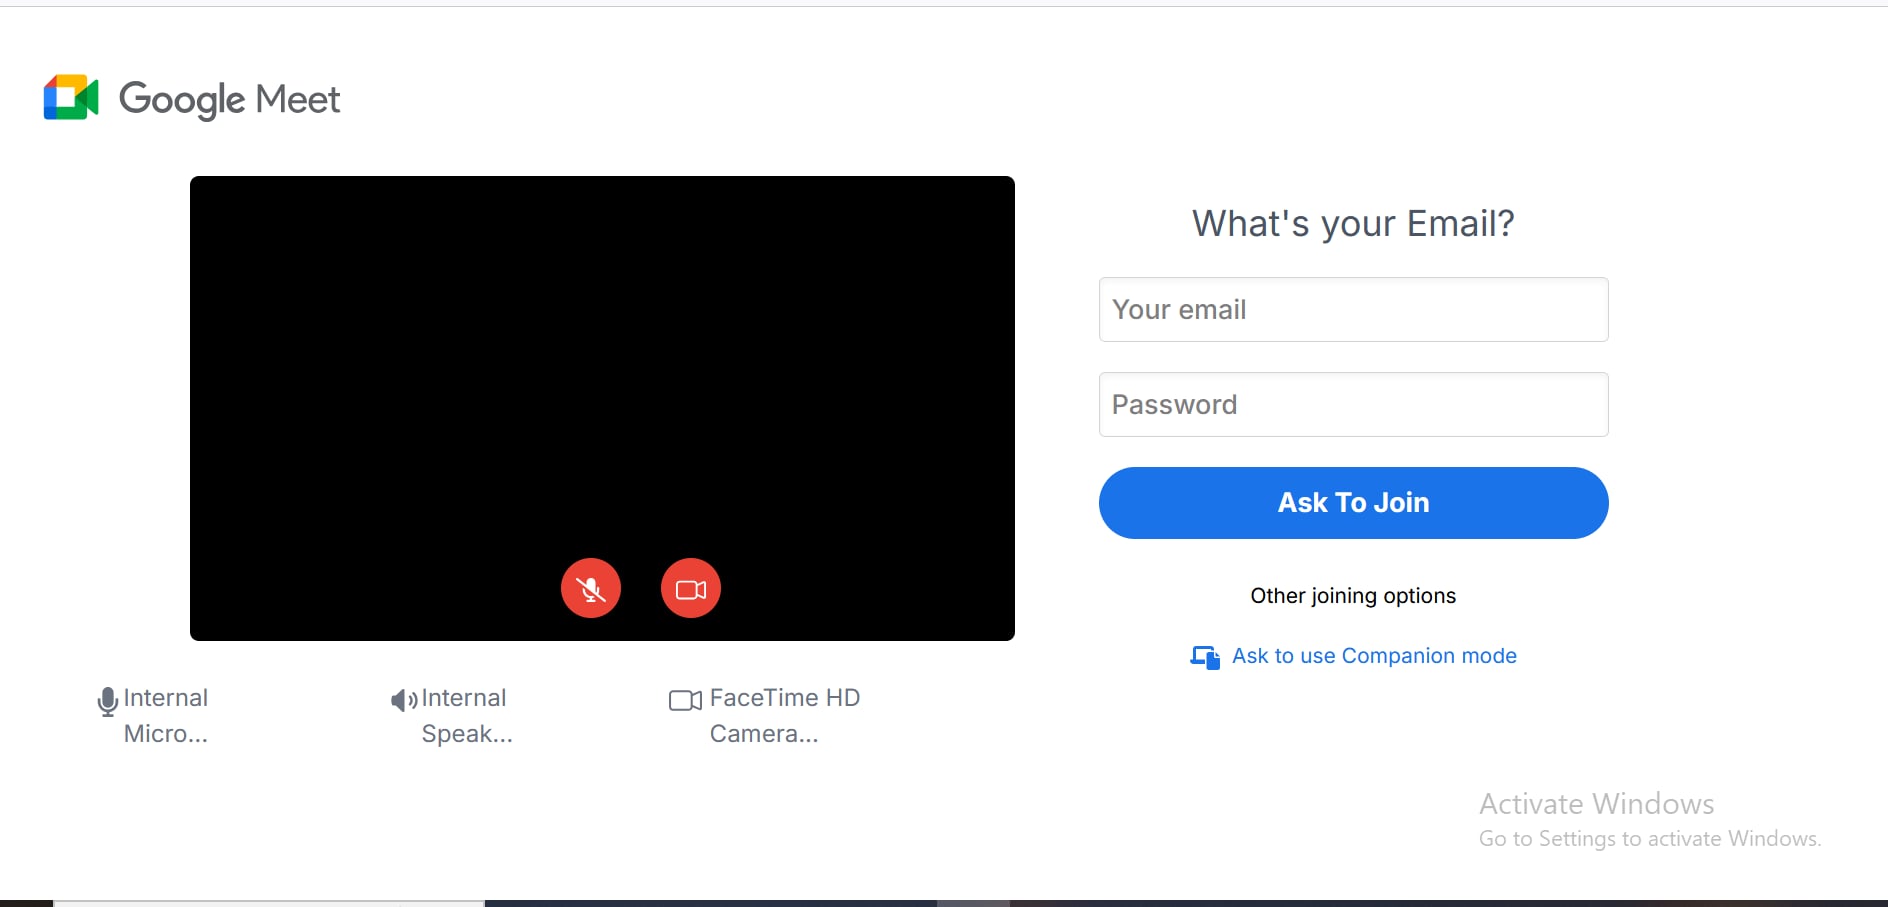 Google Meet
What's your Email?
Your email
Password
Ask To Join
Other joining options
Ask to use Companion mode
Internal
Micro...
Internal
Speak...
FaceTime HD
Camera...
Activate Windows
Go to Settings to activate Windows.